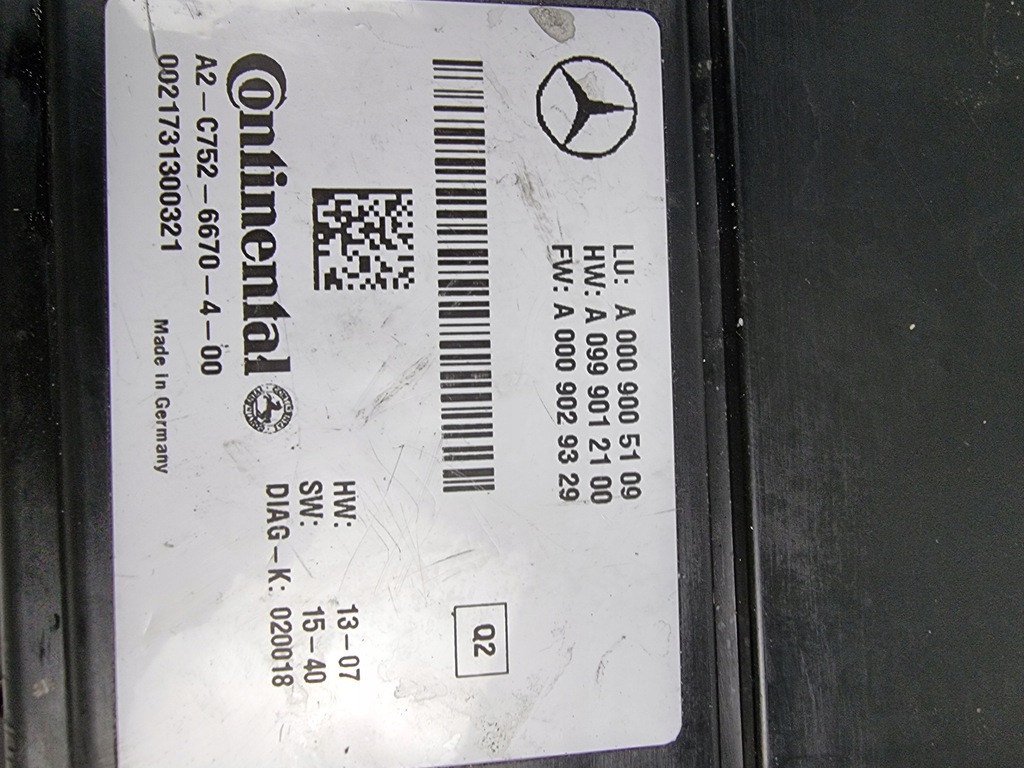 LU: A 000 900 51 09
HW: A 099 901 21 00
FW: A 000 902 93 29
Q2
Continental
A2-C752-6670-4-00
0021731300321
Made in Germany
HW: 13-07
SW: 15-40
DIAG-K: 020018